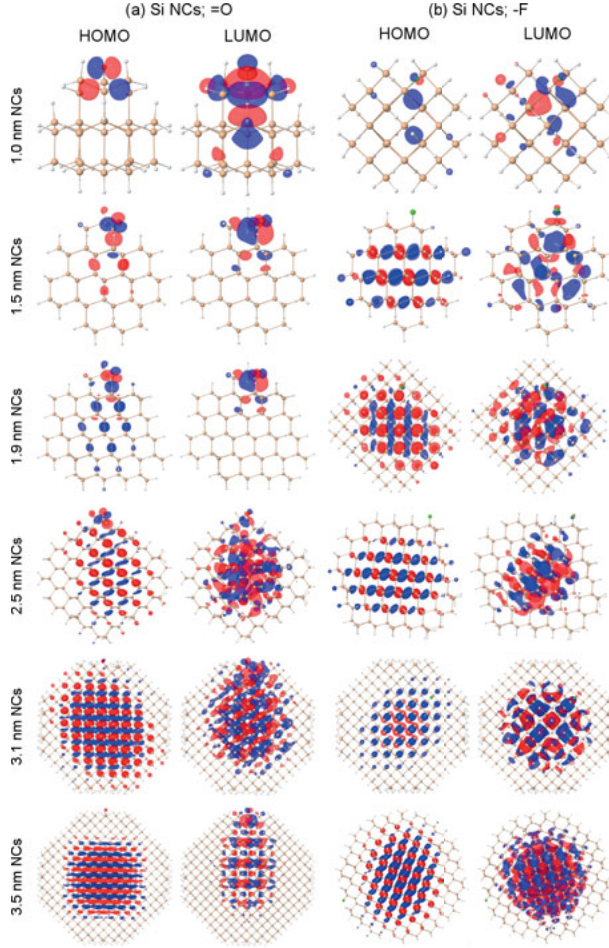 (a) Si NCs; =O
(b) Si NCs; -F
HOMO
LUMO
HOMO
LUMO
1.0 nm NCs
1.5 nm NCs
1.9 nm NCs
2.5 nm NCs
3.1 nm NCs
3.5 nm NCs